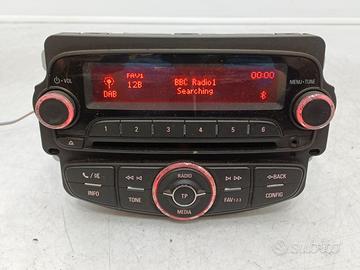 VOL
MENU•TUNE
FAV1
00:00
12B
BBC Radio1
DAB
Searching
1 2 3 4 5 6
RADIO
BACK
INFO
TONE
TP
FAV 1 2 3
CONFIG
MEDIA
subito